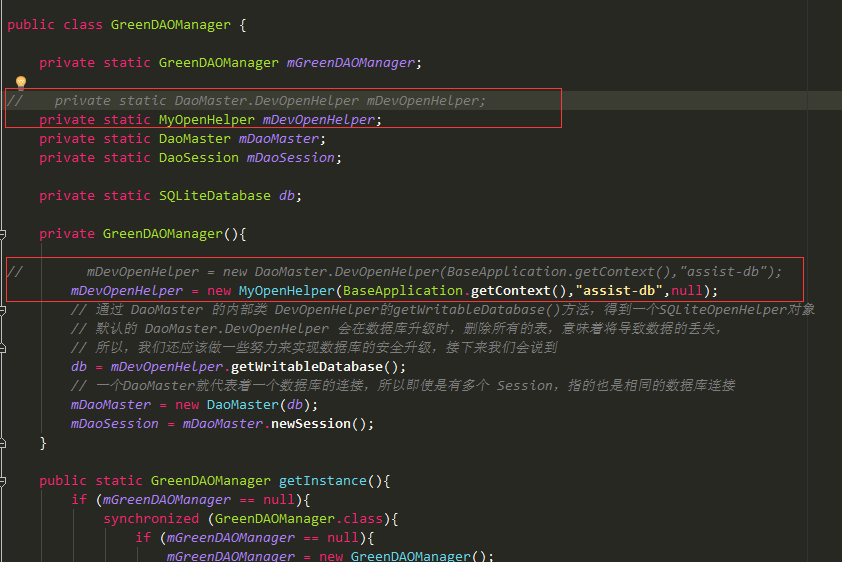 public class GreenDAOManager {
private static GreenDAOManager mGreenDAOManager;
//    private static DaoMaster.DevOpenHelper mDevOpenHelper;
private static MyOpenHelper mDevOpenHelper;
private static DaoMaster mDaoMaster;
private static DaoSession mDaoSession;
private static SQLiteDatabase db;
private GreenDAOManager(){
//        mDevOpenHelper = new DaoMaster.DevOpenHelper(BaseApplication.getContext(),"assist-db");
mDevOpenHelper = new MyOpenHelper(BaseApplication.getContext(),"assist-db",null);
// 通过 DaoMaster 的内部类 DevOpenHelper的getWritableDatabase()方法，得到一个SQLiteOpenHelper对象
// 默认的 DaoMaster.DevOpenHelper 会在数据库升级时，删除所有的表，意味着将导致数据的丢失，
// 所以，我们还应该做一些努力来实现数据库的安全升级，接下来我们会说到
db = mDevOpenHelper.getWritableDatabase();
// 一个DaoMaster就代表着一个数据库的连接，所以即使是有多个 Session，指的也是相同的数据库连接
mDaoMaster = new DaoMaster(db);
mDaoSession = mDaoMaster.newSession();
}
public static GreenDAOManager getInstance(){
if (mGreenDAOManager == null){
synchronized (GreenDAOManager.class){
if (mGreenDAOManager == null){
mGreenDAOManager = new GreenDAOManager();